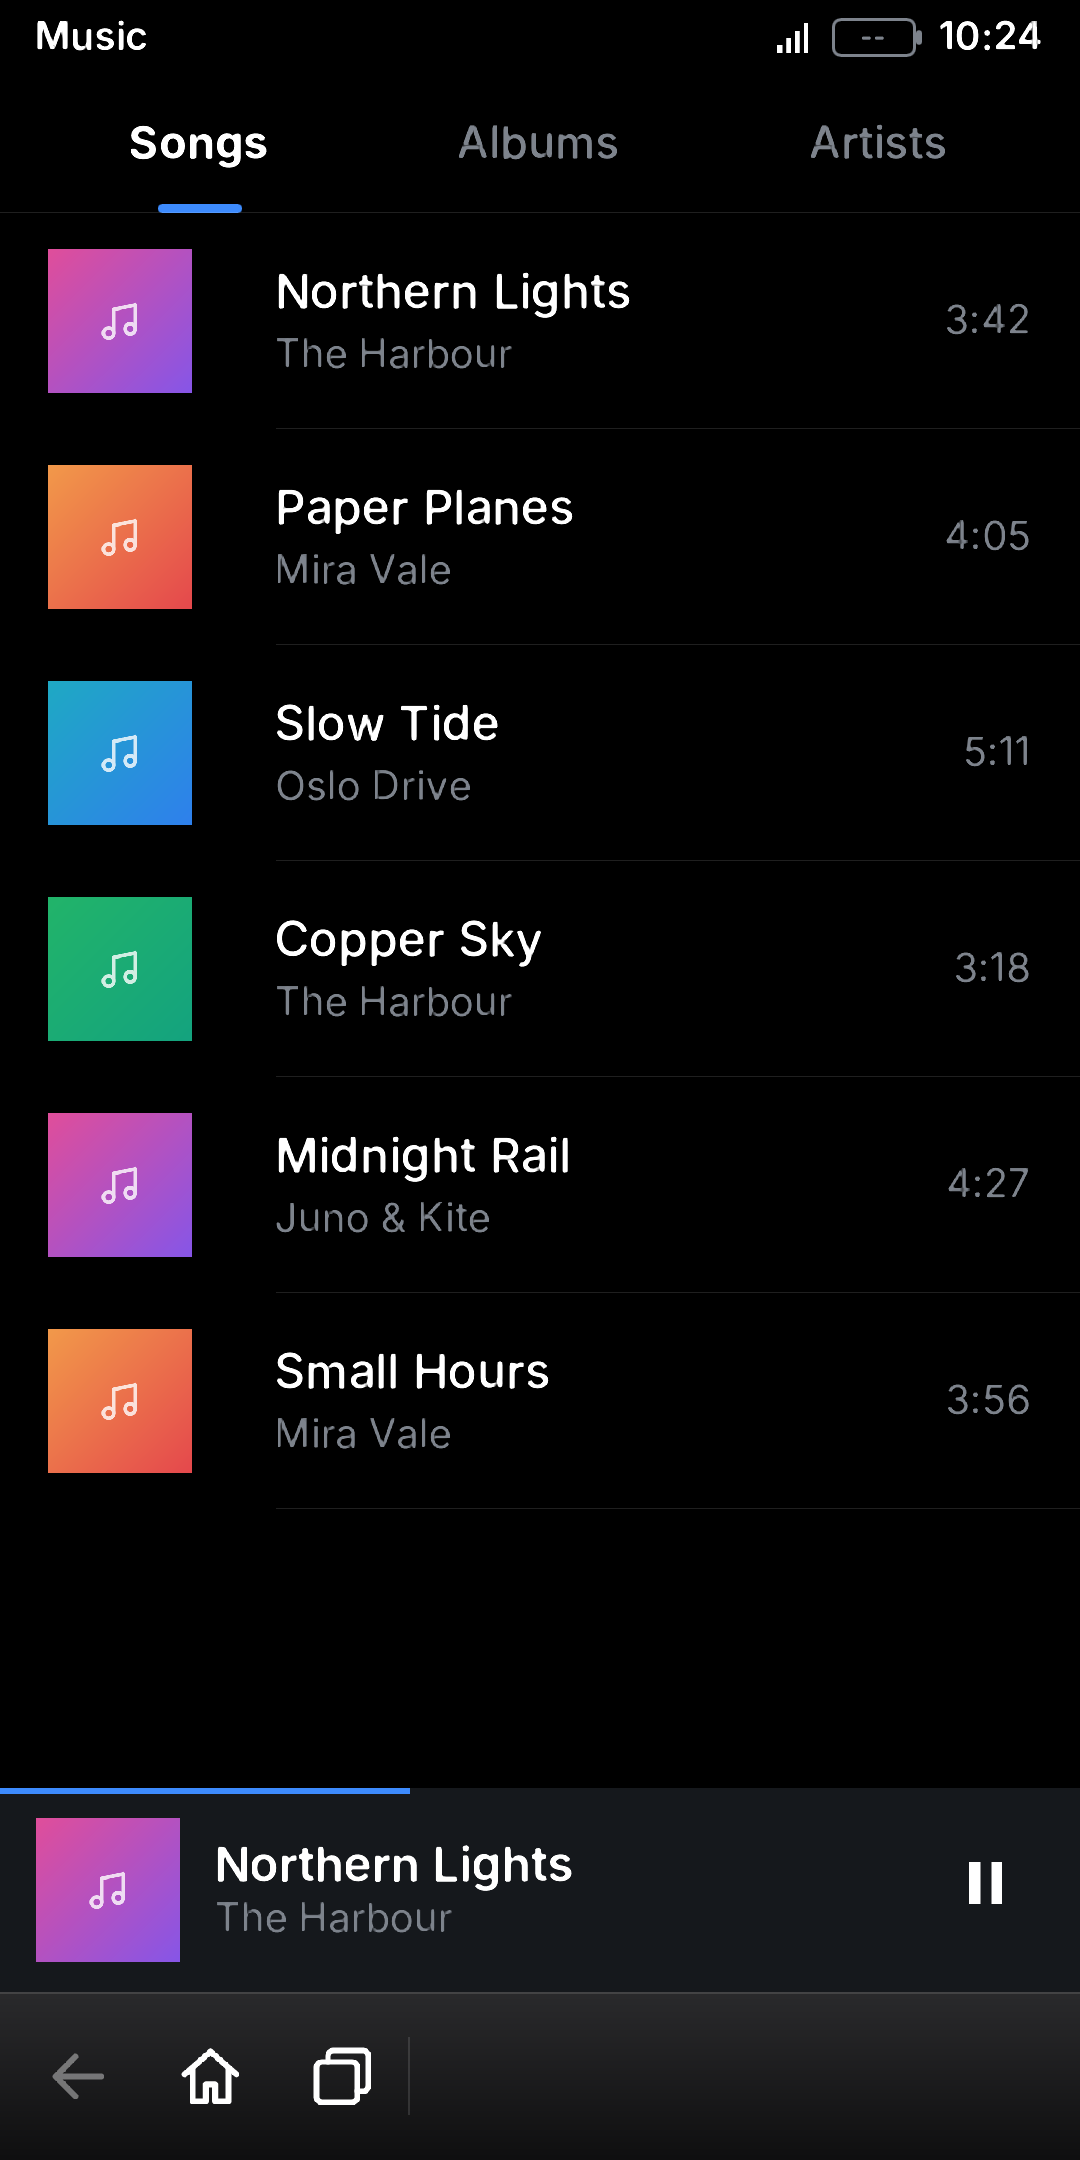 Music
-- 10:24
Songs Albums Artists
Northern Lights
The Harbour
3:42
Paper Planes
Mira Vale
4:05
Slow Tide
Oslo Drive
5:11
Copper Sky
The Harbour
3:18
Midnight Rail
Juno & Kite
4:27
Small Hours
Mira Vale
3:56
Northern Lights
The Harbour